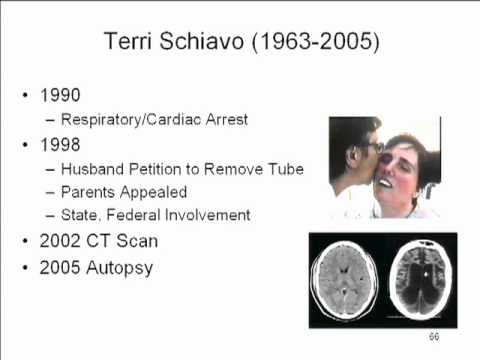 Terri Schiavo (1963-2005)
• 1990
– Respiratory/Cardiac Arrest
• 1998
– Husband Petition to Remove Tube
– Parents Appealed
– State, Federal Involvement
• 2002 CT Scan
• 2005 Autopsy
66